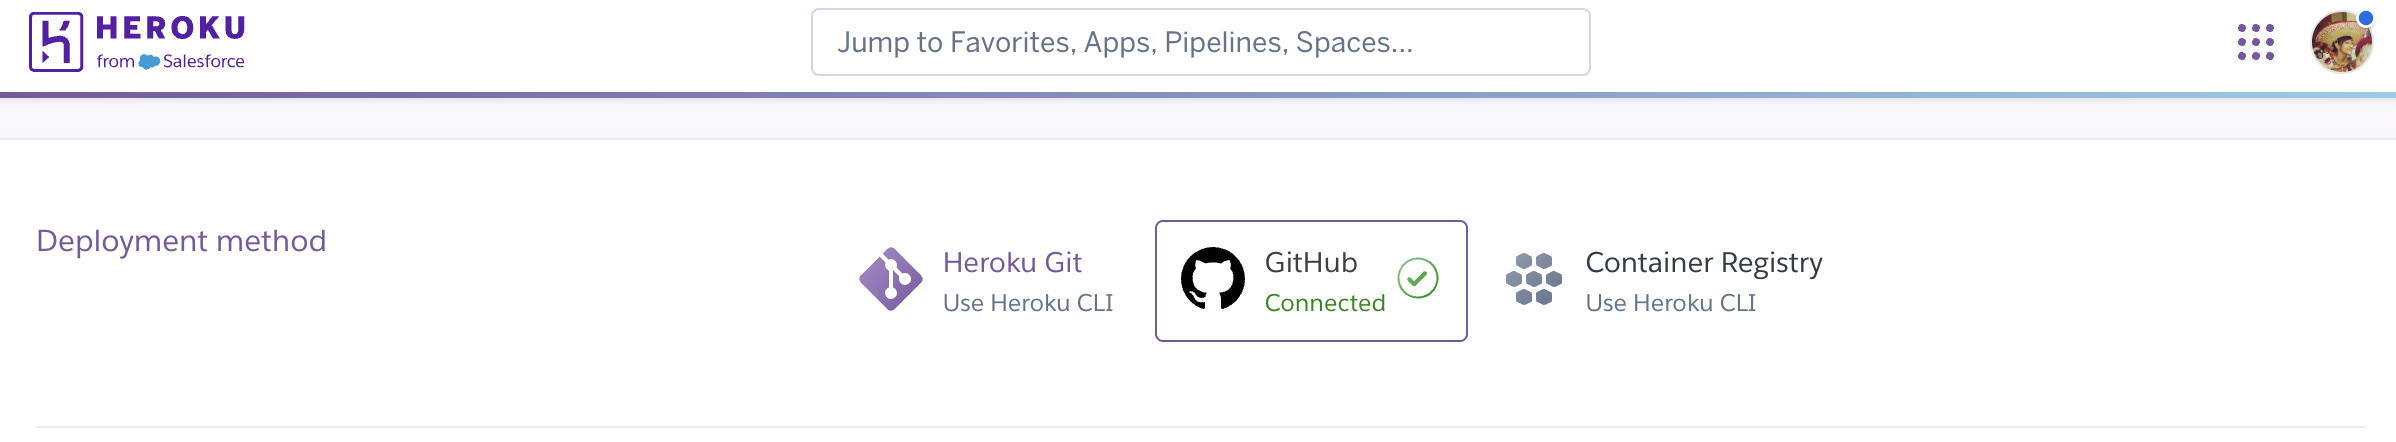 HEROKU
from Salesforce
Jump to Favorites, Apps, Pipelines, Spaces...
Deployment method
Heroku Git
Use Heroku CLI
GitHub
Connected
Container Registry
Use Heroku CLI